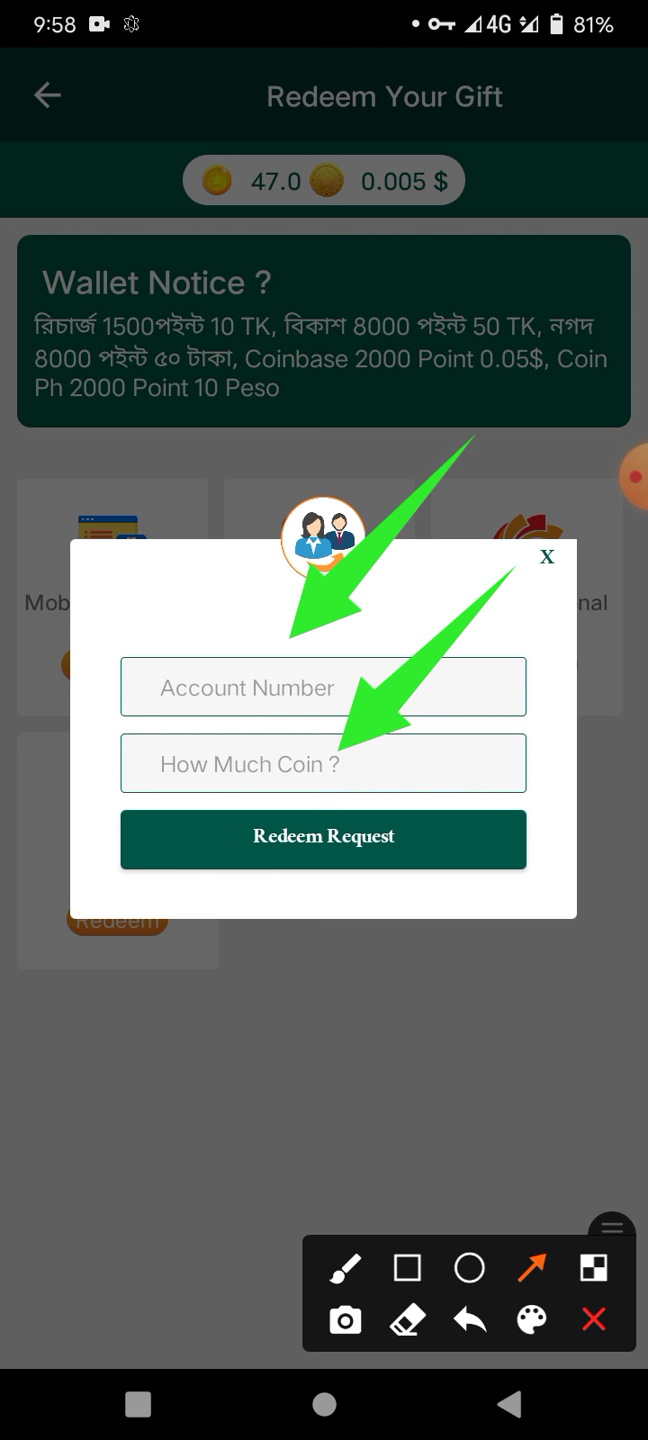 9:58
4G
81%
Redeem Your Gift
47.0 0.005 $
Wallet Notice ?
রিচার্জ 1500পইন্ট 10 TK, বিকাশ 8000 পইন্ট 50 TK, নগদ
8000 পইন্ট ৫০ টাকা, Coinbase 2000 Point 0.05$, Coin
Ph 2000 Point 10 Peso
X
Mob
nal
Account Number
How Much Coin ?
Redeem Request
Redeem